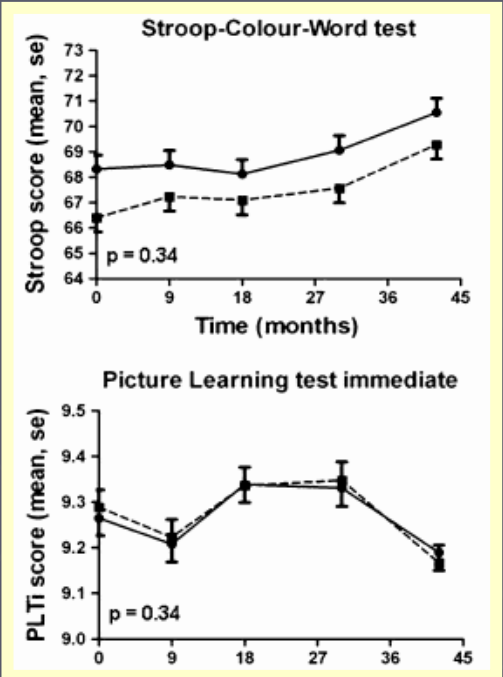 Stroop-Colour-Word test
Stroop score (mean, se)
73
72
71
70
69
68
67
66
65
64
p = 0.34
0 9 18 27 36 45
Time (months)
Picture Learning test immediate
PLTi score (mean, se)
9.5
9.4
9.3
9.2
9.1
9.0
p = 0.34
0 9 18 27 36 45